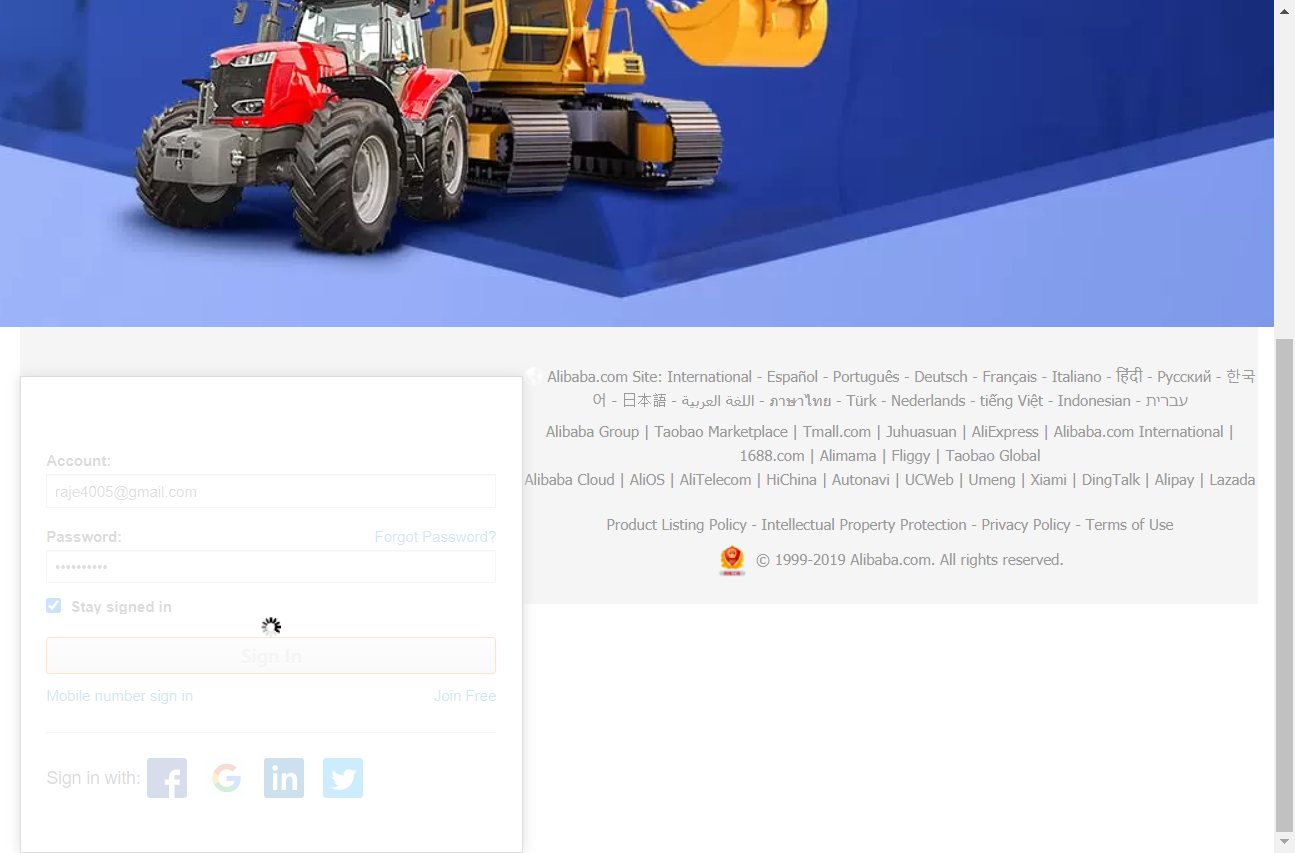 Alibaba.com Site: International - Español - Português - Deutsch - Français - Italiano - हिंदी - Русский - 한국
어 - 日本語 - اللغة العربية - ภาษาไทย - Türk - Nederlands - tiếng Việt - Indonesian - עברית
Alibaba Group | Taobao Marketplace | Tmall.com | Juhuasuan | AliExpress | Alibaba.com International |
1688.com | Alimama | Fliggy | Taobao Global
Alibaba Cloud | AliOS | AliTelecom | HiChina | Autonavi | UCWeb | Umeng | Xiami | DingTalk | Alipay | Lazada
Product Listing Policy - Intellectual Property Protection - Privacy Policy - Terms of Use
© 1999-2019 Alibaba.com. All rights reserved.
Account:
raje4005@gmail.com
Password: Forgot Password?
••••••••••
Stay signed in
Sign In
Mobile number sign in Join Free
Sign in with: